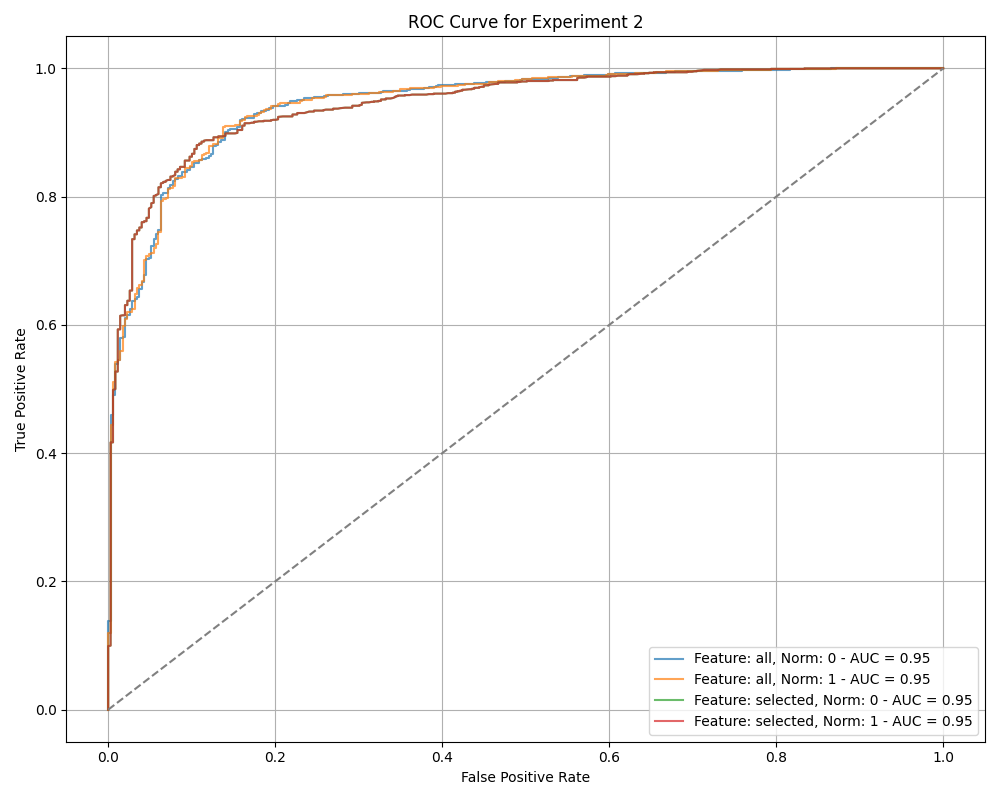 ROC Curve for Experiment 2
True Positive Rate
1.0
0.8
0.6
0.4
0.2
0.0
Feature: all, Norm: 0 - AUC = 0.95
Feature: all, Norm: 1 - AUC = 0.95
Feature: selected, Norm: 0 - AUC = 0.95
Feature: selected, Norm: 1 - AUC = 0.95
0.0 0.2 0.4 0.6 0.8 1.0
False Positive Rate